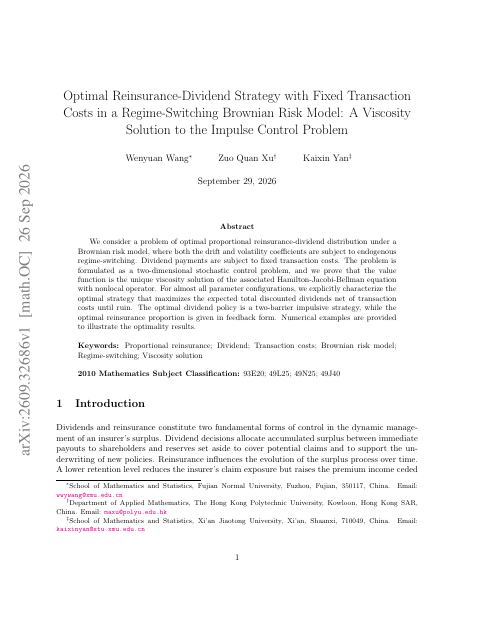 arXiv:2609.32686v1 [math.OC] 26 Sep 2026
Optimal Reinsurance-Dividend Strategy with Fixed Transaction
Costs in a Regime-Switching Brownian Risk Model: A Viscosity
Solution to the Impulse Control Problem
Wenyuan Wang* Zuo Quan Xu† Kaixin Yan‡
September 29, 2026
Abstract
We consider a problem of optimal proportional reinsurance-dividend distribution under a
Brownian risk model, where both the drift and volatility coefficients are subject to endogenous
regime-switching. Dividend payments are subject to fixed transaction costs. The problem is
formulated as a two-dimensional stochastic control problem, and we prove that the value
function is the unique viscosity solution of the associated Hamilton-Jacobi-Bellman equation
with nonlocal operator. For almost all parameter configurations, we explicitly characterize the
optimal strategy that maximizes the expected total discounted dividends net of transaction
costs until ruin. The optimal dividend policy is a two-barrier impulsive strategy, while the
optimal reinsurance proportion is given in feedback form. Numerical examples are provided
to illustrate the optimality results.
Keywords: Proportional reinsurance; Dividend; Transaction costs; Brownian risk model;
Regime-switching; Viscosity solution
2010 Mathematics Subject Classification: 93E20; 49L25; 49N25; 49J40
1 Introduction
Dividends and reinsurance constitute two fundamental forms of control in the dynamic manage-
ment of an insurer's surplus. Dividend decisions allocate accumulated surplus between immediate
payouts to shareholders and reserves set aside to cover potential claims and to support the un-
derwriting of new policies. Reinsurance influences the evolution of the surplus process over time.
A lower retention level reduces the insurer's claim exposure but raises the premium income ceded
*School of Mathematics and Statistics, Fujian Normal University, Fuzhou, Fujian, 350117, China. Email:
wwywang@xmu.edu.cn
†Department of Applied Mathematics, The Hong Kong Polytechnic University, Kowloon, Hong Kong SAR,
China. Email: maxu@polyu.edu.hk
‡School of Mathematics and Statistics, Xi'an Jiaotong University, Xi'an, Shaanxi, 710049, China. Email:
kaixinyan@stu.xmu.edu.cn
1